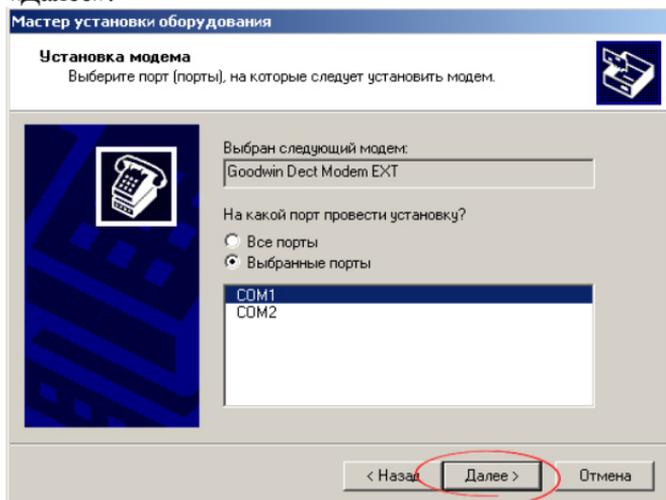 Мастер установки оборудования
Установка модема
Выберите порт (порты), на которые следует установить модем.
Выбран следующий модем:
Goodwin Dect Modem EXT
На какой порт провести установку?
Все порты
Выбранные порты
COM1
COM2
< Назад
Далее >
Отмена